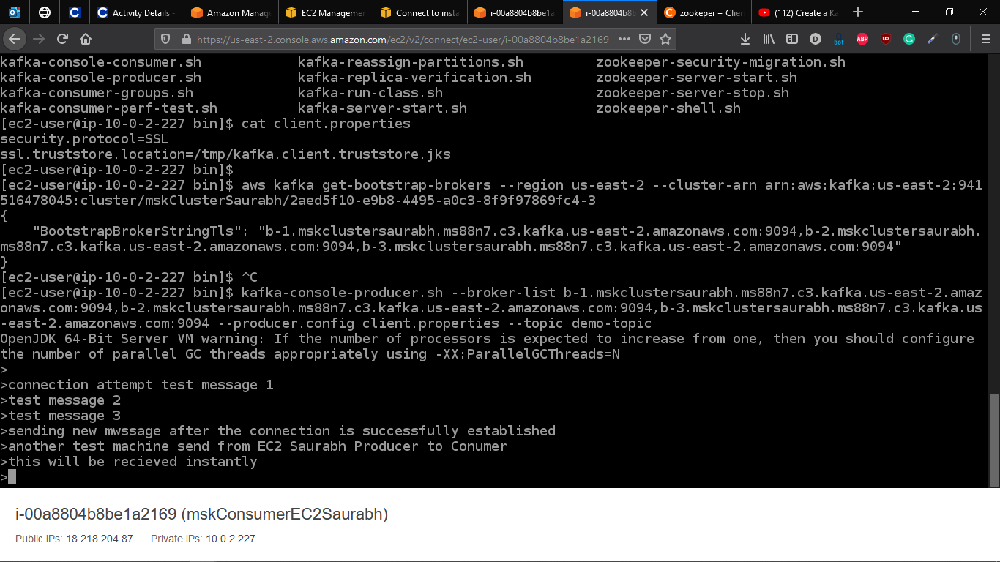 Activity Details
Amazon Manag
EC2 Managemen
Connect to insta
i-00a8804b8be1a
i-00a8804b8b
zookeper + Clien
(112) Create a Ka
https://us-east-2.console.aws.amazon.com/ec2/v2/connect/ec2-user/i-00a8804b8be1a2169
D
bot
ABP
kafka-console-consumer.sh kafka-reassign-partitions.sh zookeeper-security-migration.sh
kafka-console-producer.sh kafka-replica-verification.sh zookeeper-server-start.sh
kafka-consumer-groups.sh kafka-run-class.sh zookeeper-server-stop.sh
kafka-consumer-perf-test.sh kafka-server-start.sh zookeeper-shell.sh
[ec2-user@ip-10-0-2-227 bin]$ cat client.properties
security.protocol=SSL
ssl.truststore.location=/tmp/kafka.client.truststore.jks
[ec2-user@ip-10-0-2-227 bin]$
[ec2-user@ip-10-0-2-227 bin]$ aws kafka get-bootstrap-brokers --region us-east-2 --cluster-arn arn:aws:kafka:us-east-2:941
516478045:cluster/mskClusterSaurabh/2aed5f10-e9b8-4495-a0c3-8f9f97869fc4-3
{
"BootstrapBrokerStringTls": "b-1.mskclustersaurabh.ms88n7.c3.kafka.us-east-2.amazonaws.com:9094,b-2.mskclustersaurabh.
ms88n7.c3.kafka.us-east-2.amazonaws.com:9094,b-3.mskclustersaurabh.ms88n7.c3.kafka.us-east-2.amazonaws.com:9094"
}
[ec2-user@ip-10-0-2-227 bin]$ ^C
[ec2-user@ip-10-0-2-227 bin]$ kafka-console-producer.sh --broker-list b-1.mskclustersaurabh.ms88n7.c3.kafka.us-east-2.amaz
onaws.com:9094,b-2.mskclustersaurabh.ms88n7.c3.kafka.us-east-2.amazonaws.com:9094,b-3.mskclustersaurabh.ms88n7.c3.kafka.us
-east-2.amazonaws.com:9094 --producer.config client.properties --topic demo-topic
OpenJDK 64-Bit Server VM warning: If the number of processors is expected to increase from one, then you should configure
the number of parallel GC threads appropriately using -XX:ParallelGCThreads=N
>
>connection attempt test message 1
>test message 2
>test message 3
>sending new mwssage after the connection is successfully established
>another test machine send from EC2 Saurabh Producer to Conumer
>this will be recieved instantly
>
i-00a8804b8be1a2169 (mskConsumerEC2Saurabh)
Public IPs: 18.218.204.87 Private IPs: 10.0.2.227